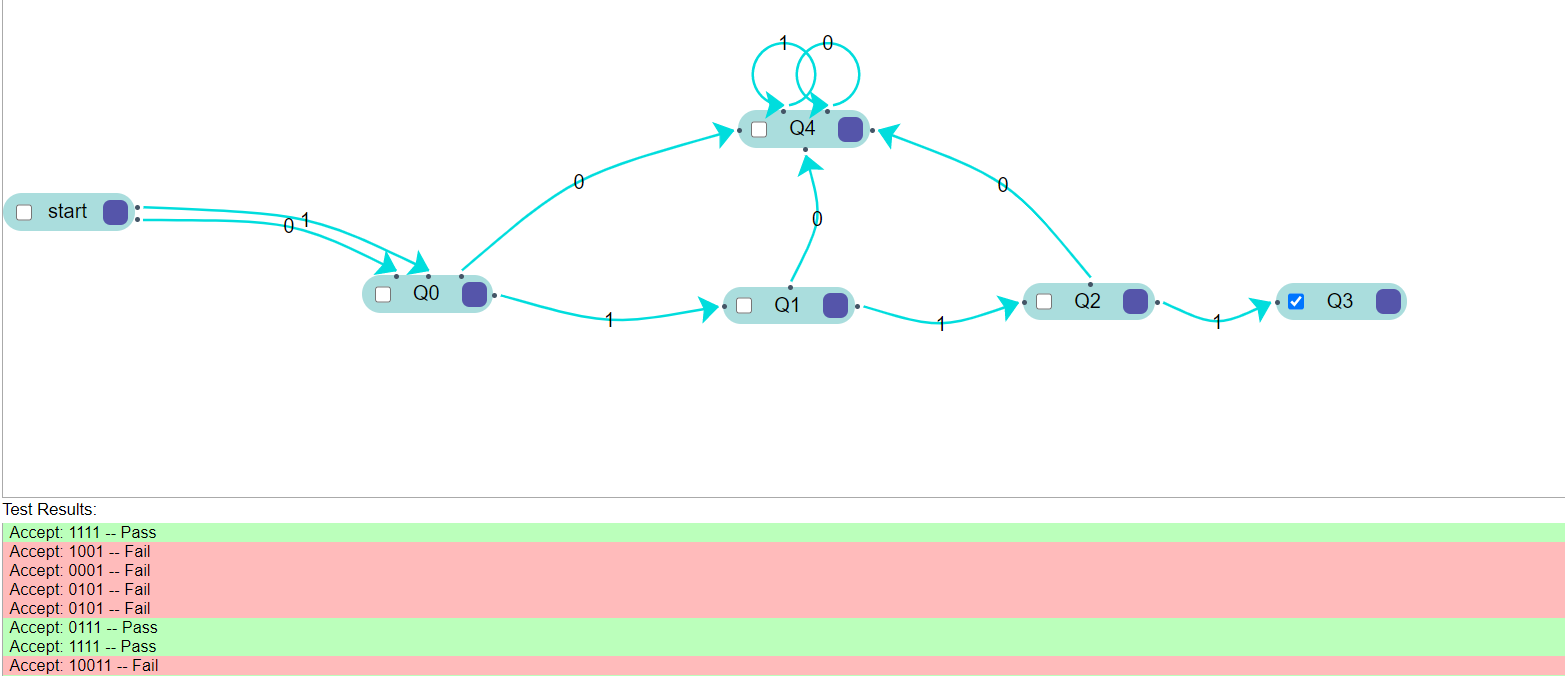 1 0
Q4
0 0
start
1
0
0
Q0
Q1
Q2
Q3
1
1
1
Test Results:
Accept: 1111 -- Pass
Accept: 1001 -- Fail
Accept: 0001 -- Fail
Accept: 0101 -- Fail
Accept: 0101 -- Fail
Accept: 0111 -- Pass
Accept: 1111 -- Pass
Accept: 10011 -- Fail